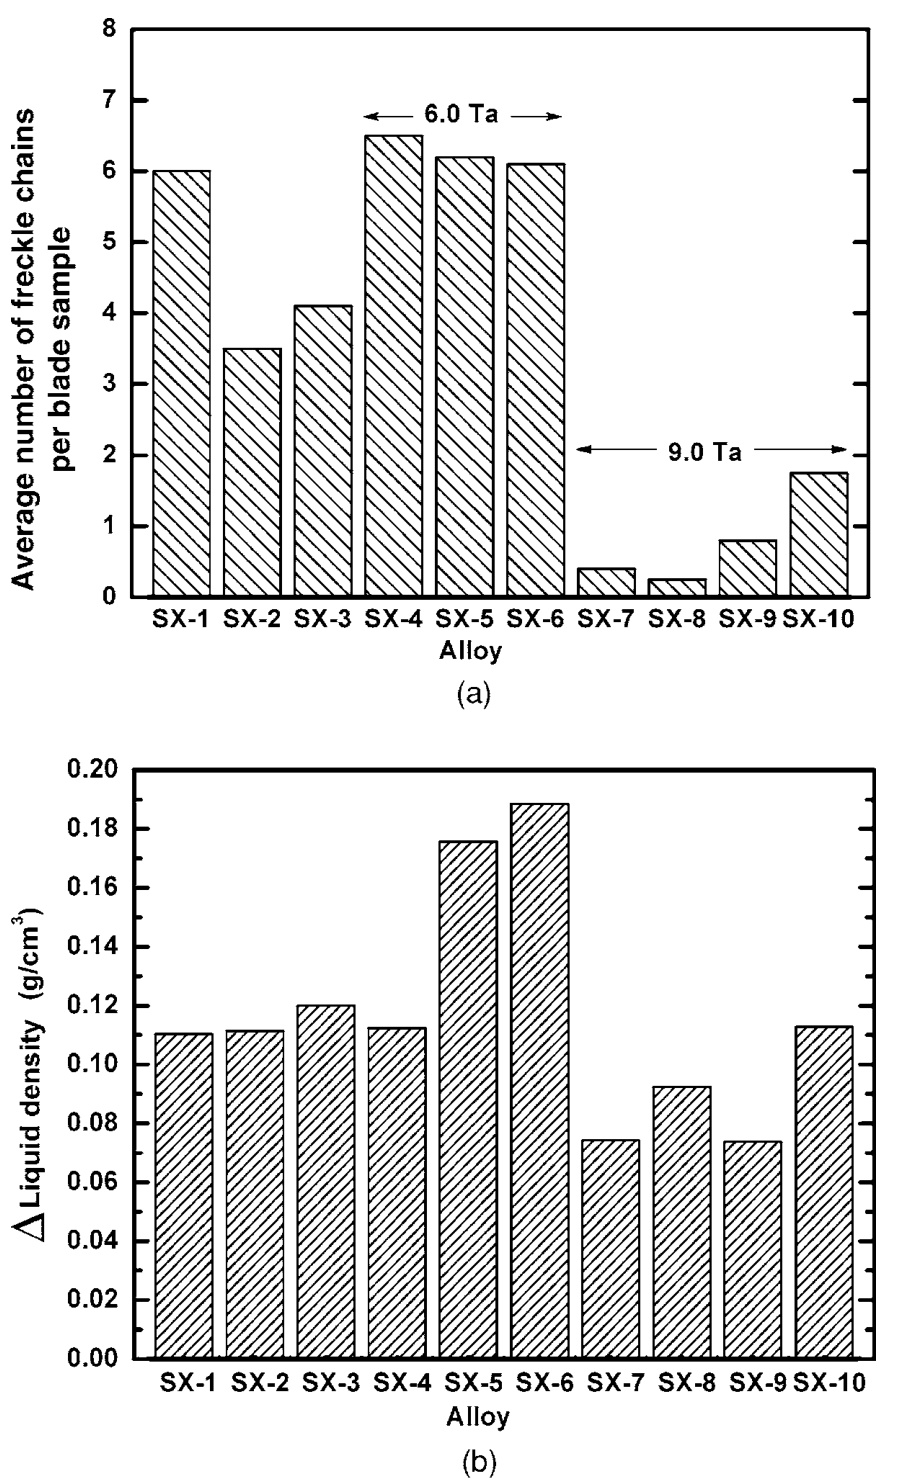 8
7
6
5
4
3
2
1
0
Average number of freckle chains
per blade sample
6.0 Ta
9.0 Ta
SX-1 SX-2 SX-3 SX-4 SX-5 SX-6 SX-7 SX-8 SX-9 SX-10
Alloy
(a)
0.20
0.18
0.16
0.14
0.12
0.10
0.08
0.06
0.04
0.02
0.00
Δ Liquid density (g/cm³)
SX-1 SX-2 SX-3 SX-4 SX-5 SX-6 SX-7 SX-8 SX-9 SX-10
Alloy
(b)